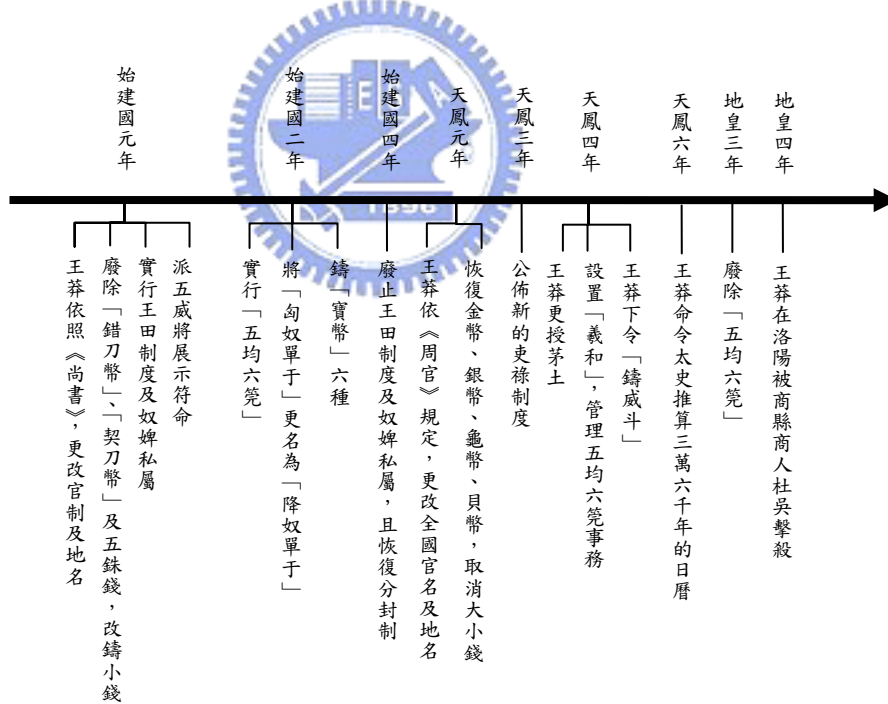 始建國元年
始建國二年
始建國四年
天鳳元年
天鳳三年
天鳳四年
天鳳六年
地皇三年
地皇四年
1896
王莽依照《尚書》，更改官制及地名
廢除「錯刀幣」、「契刀幣」及五銖錢，改鑄小錢
實行王田制度及奴婢私屬
派五威將展示符命
實行「五均六筦」
將「匈奴單于」更名為「降奴單于」
鑄「寶幣」六種
廢止王田制度及奴婢私屬，且恢復分封制
王莽依《周官》規定，更改全國官名及地名
恢復金幣、銀幣、龜幣、貝幣，取消大小錢
公佈新的吏祿制度
王莽更授茅土
設置「羲和」，管理五均六筦事務
王莽下令「鑄威斗」
王莽命令太史推算三萬六千年的日曆
廢除「五均六筦」
王莽在洛陽被商縣商人杜吳擊殺